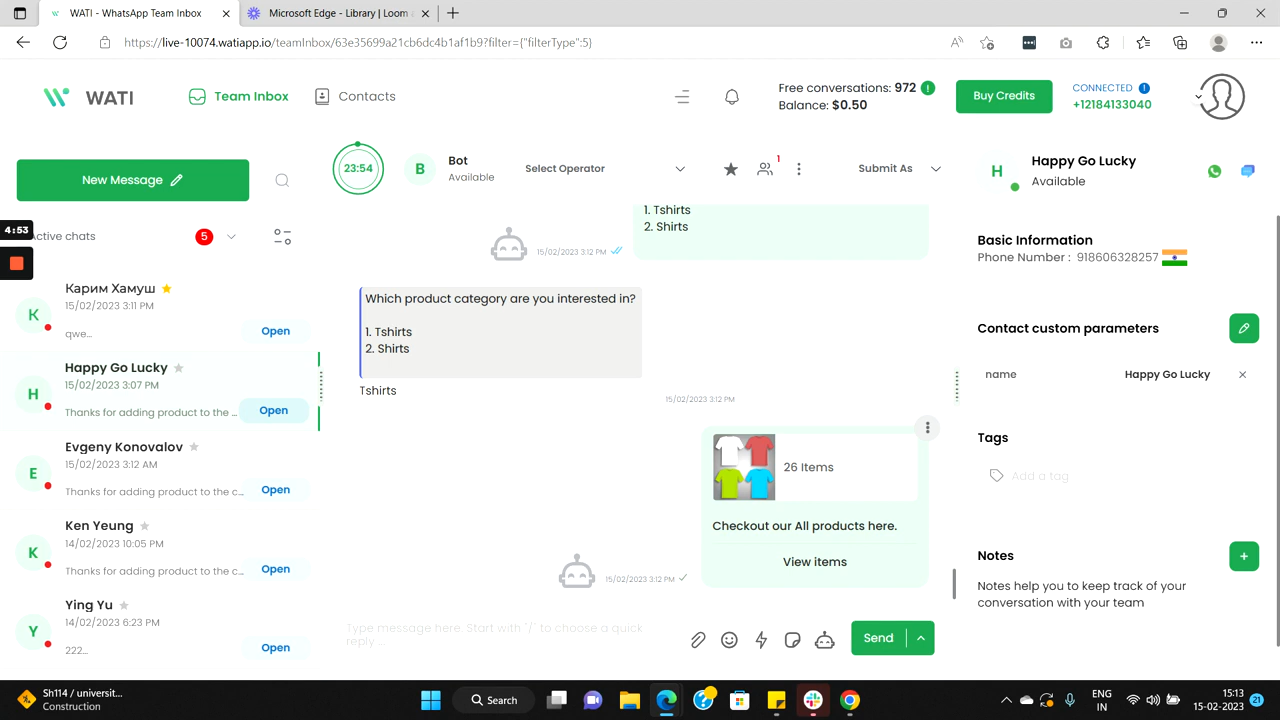 WATI - WhatsApp Team Inbox
Microsoft Edge - Library | Loom
https://live-10074.watiapp.io/teamInbox/63e35699a21cb6dc4b1af1b9?filter={"filterType":5}
WATI
Team Inbox
Contacts
Free conversations: 972
Balance: $0.50
Buy Credits
CONNECTED
+12184133040
New Message
23:54
B
Bot
Available
Select Operator
1
Submit As
H
Happy Go Lucky
Available
4:53
Active chats
5
К
Карим Хамуш
15/02/2023 3:11 PM
qwe...
Open
H
Happy Go Lucky
15/02/2023 3:07 PM
Thanks for adding product to the ...
Open
E
Evgeny Konovalov
15/02/2023 3:12 AM
Thanks for adding product to the c...
Open
K
Ken Yeung
14/02/2023 10:05 PM
Thanks for adding product to the c...
Open
Y
Ying Yu
14/02/2023 6:23 PM
222...
Open
1. Tshirts
2. Shirts
15/02/2023 3:12 PM
Which product category are you interested in?
1. Tshirts
2. Shirts
Tshirts
15/02/2023 3:12 PM
26 Items
Checkout our All products here.
View items
15/02/2023 3:12 PM
Type message here. Start with `/` to choose a quick
reply ...
Send
Basic Information
Phone Number : 918606328257
Contact custom parameters
name
Happy Go Lucky
Tags
Add a tag
Notes
Notes help you to keep track of your
conversation with your team
Sh114 / universit...
Construction
Search
ENG
IN
15:13
15-02-2023
21